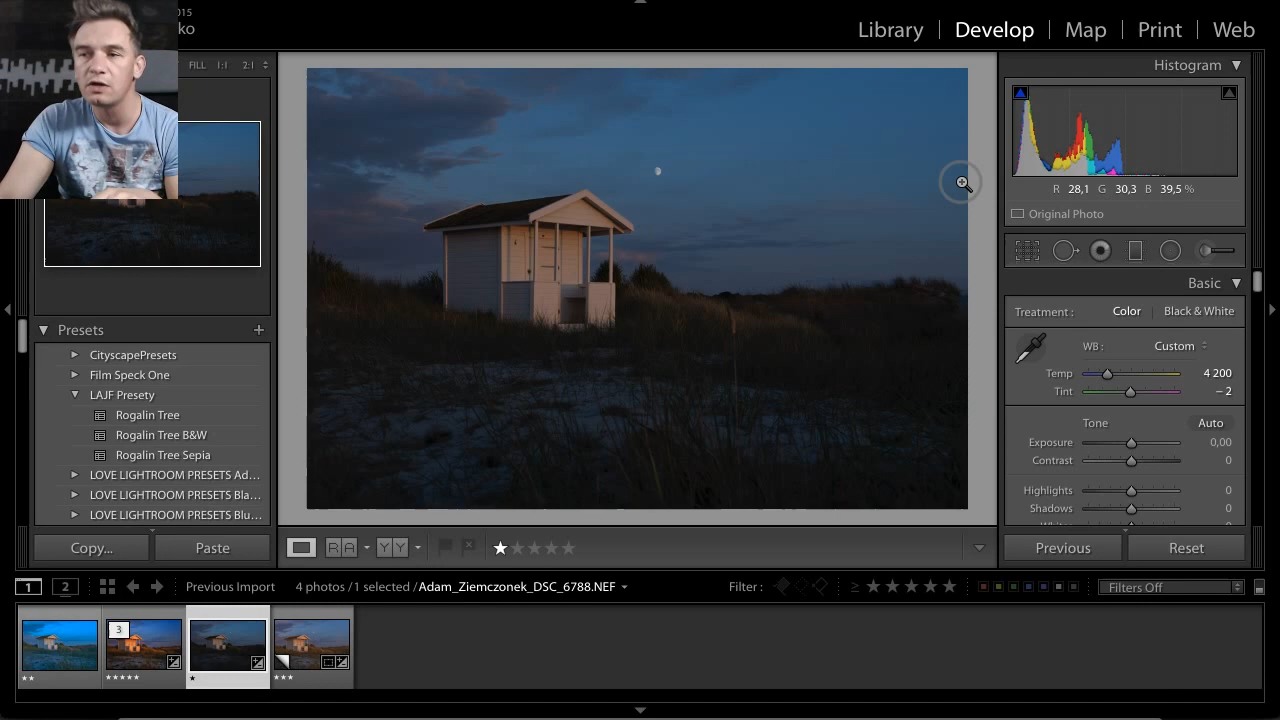 015
ko
Library | Develop | Map | Print | Web
FILL 1:1 2:1
Histogram
R 28,1 G 30,3 B 39,5 %
Original Photo
Basic
Treatment : Color | Black & White
WB : Custom
Temp 4 200
Tint – 2
Tone Auto
Exposure 0,00
Contrast 0
Highlights 0
Shadows 0
Presets +
CityscapePresets
Film Speck One
LAJF Presety
Rogalin Tree
Rogalin Tree B&W
Rogalin Tree Sepia
LOVE LIGHTROOM PRESETS Ad...
LOVE LIGHTROOM PRESETS Bla...
LOVE LIGHTROOM PRESETS Blu...
Copy... Paste
R A Y Y
Previous Reset
1 2 Previous Import 4 photos / 1 selected / Adam_Ziemczonek_DSC_6788.NEF Filter : ≥ Filters Off
3